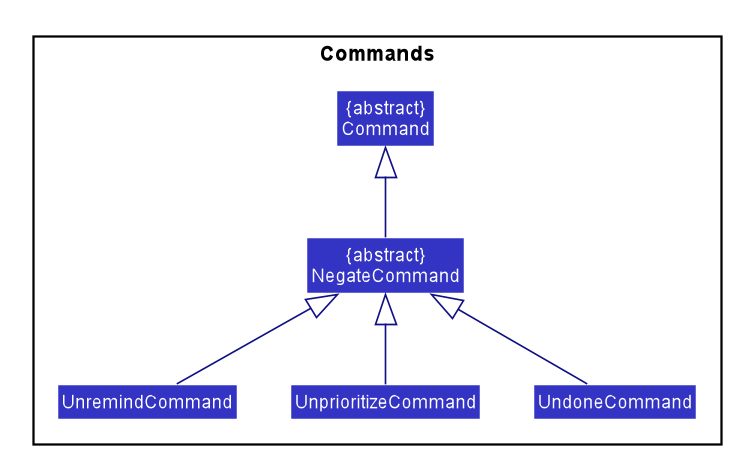 Commands
{abstract}
Command
{abstract}
NegateCommand
UnremindCommand
UnprioritizeCommand
UndoneCommand